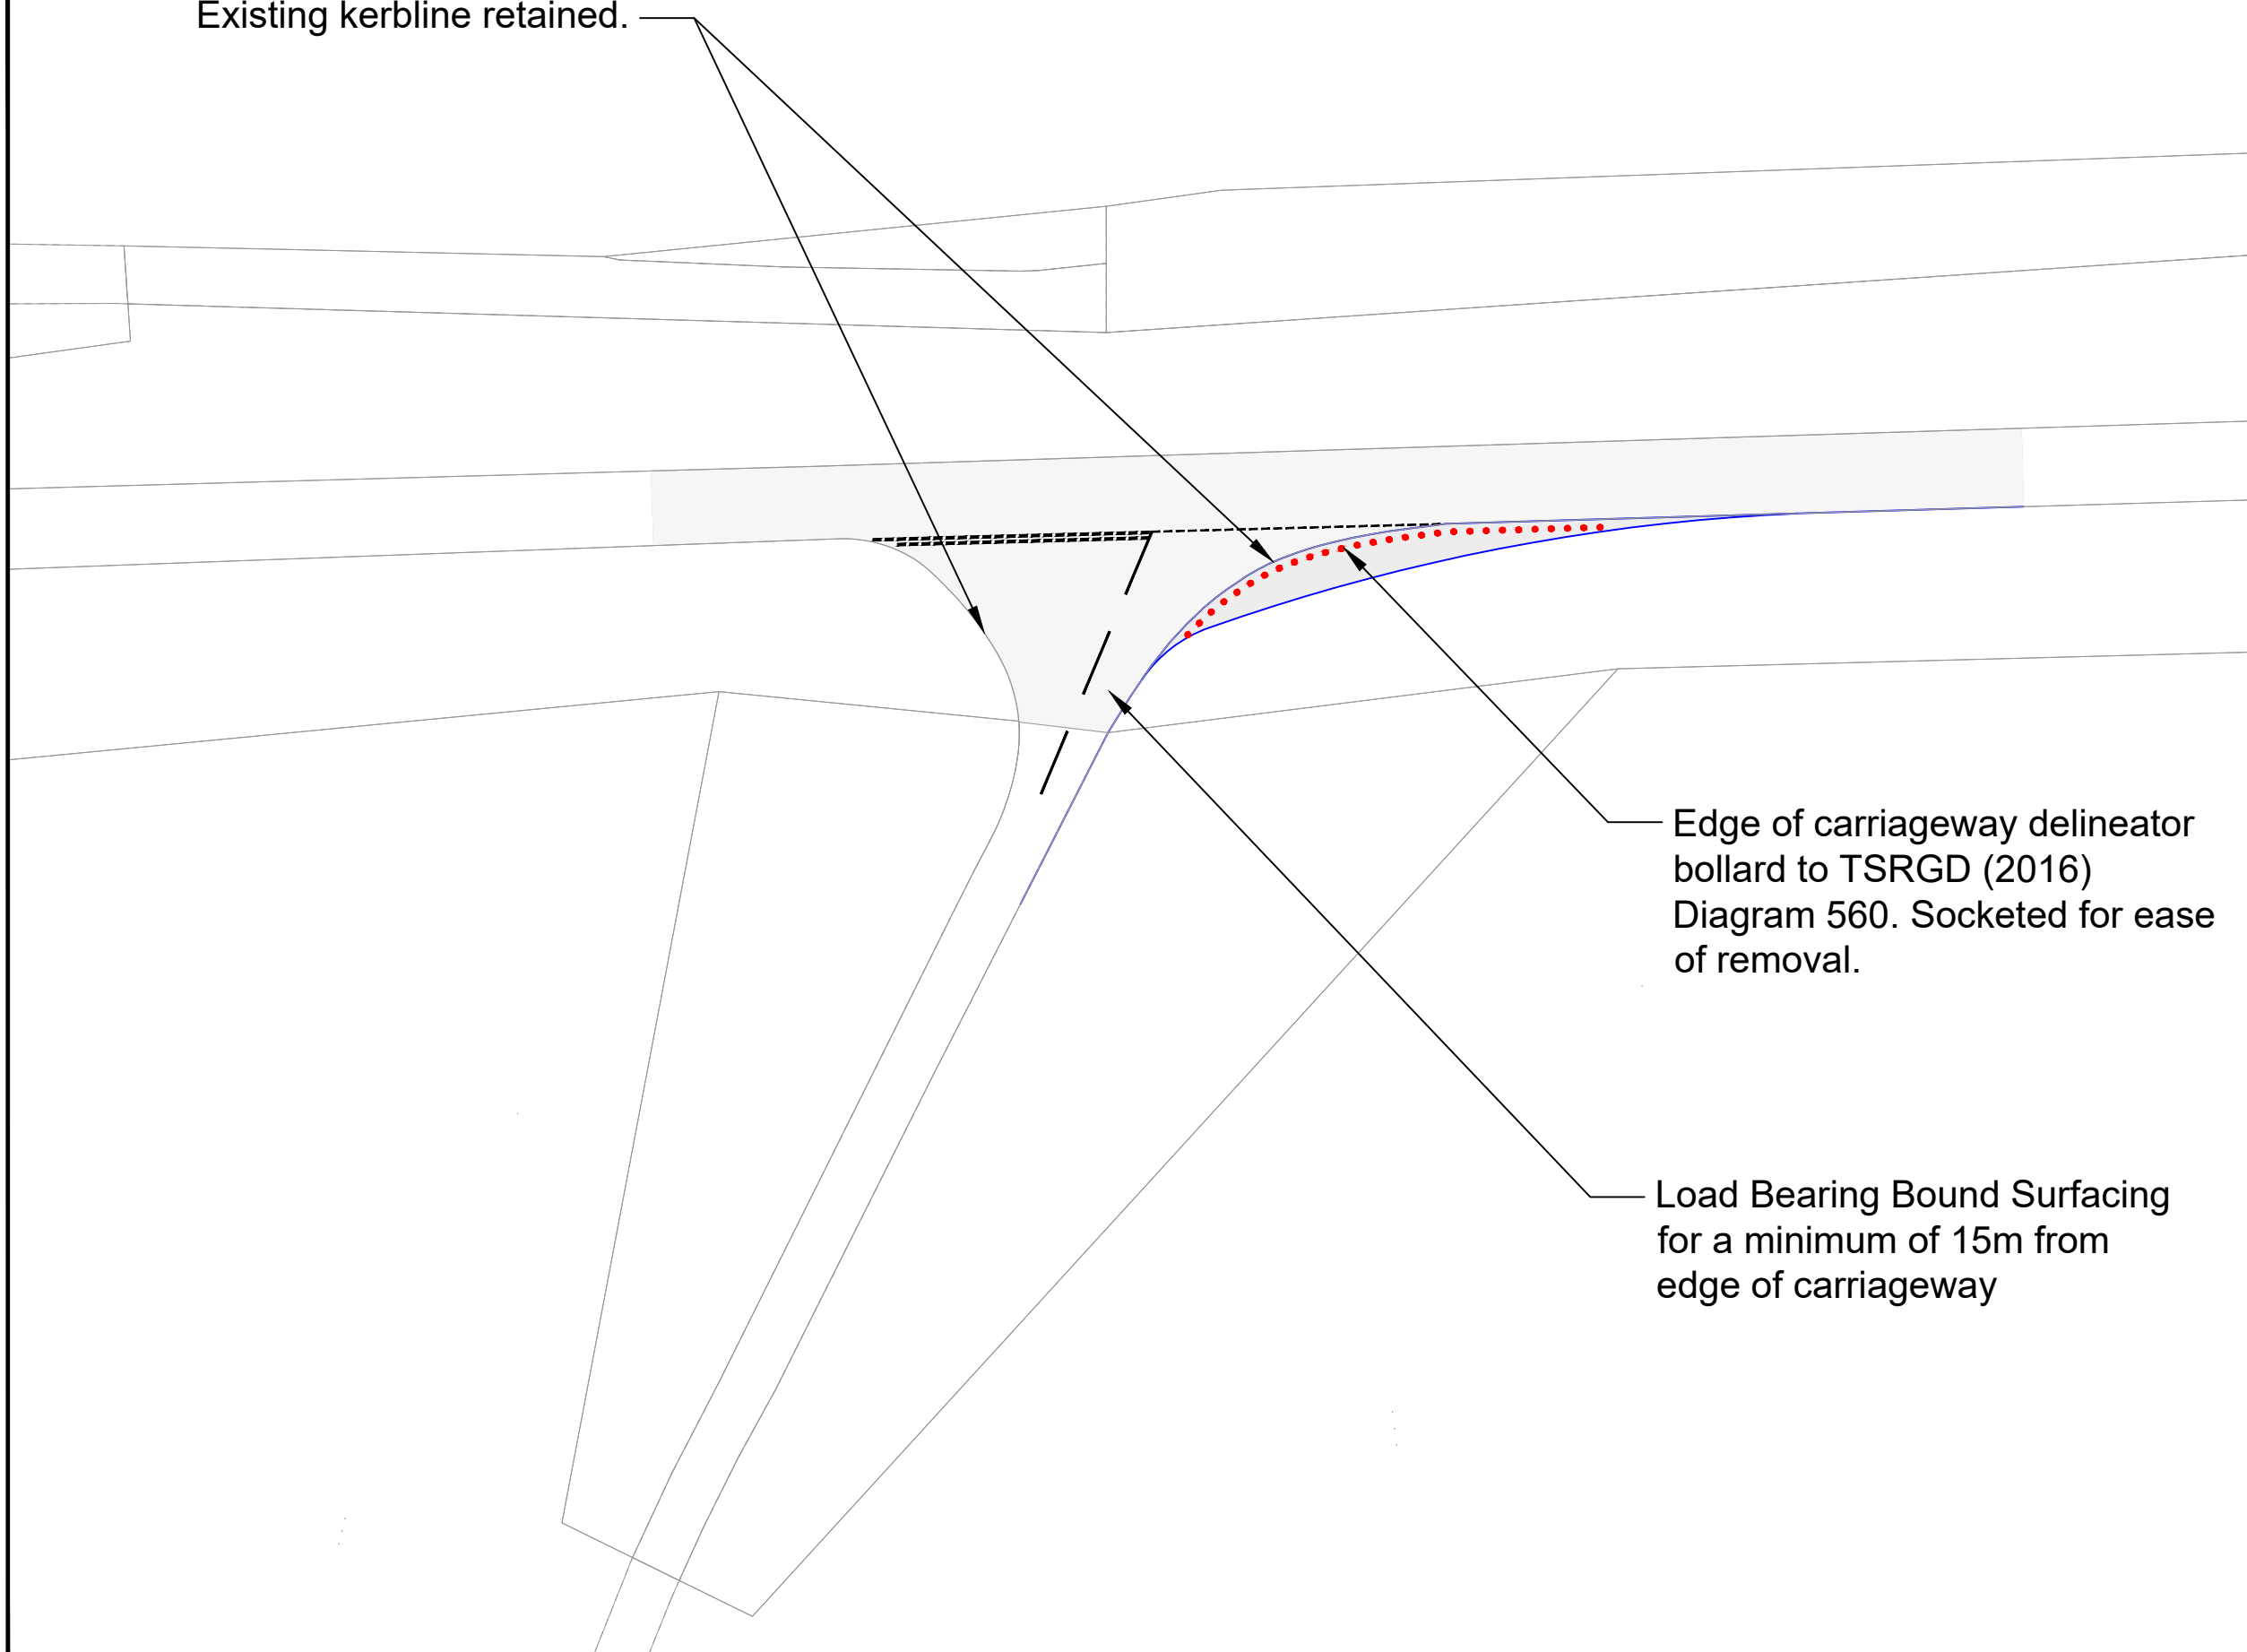 Existing kerbline retained.
Edge of carriageway delineator
bollard to TSRGD (2016)
Diagram 560. Socketed for ease
of removal.
Load Bearing Bound Surfacing
for a minimum of 15m from
edge of carriageway